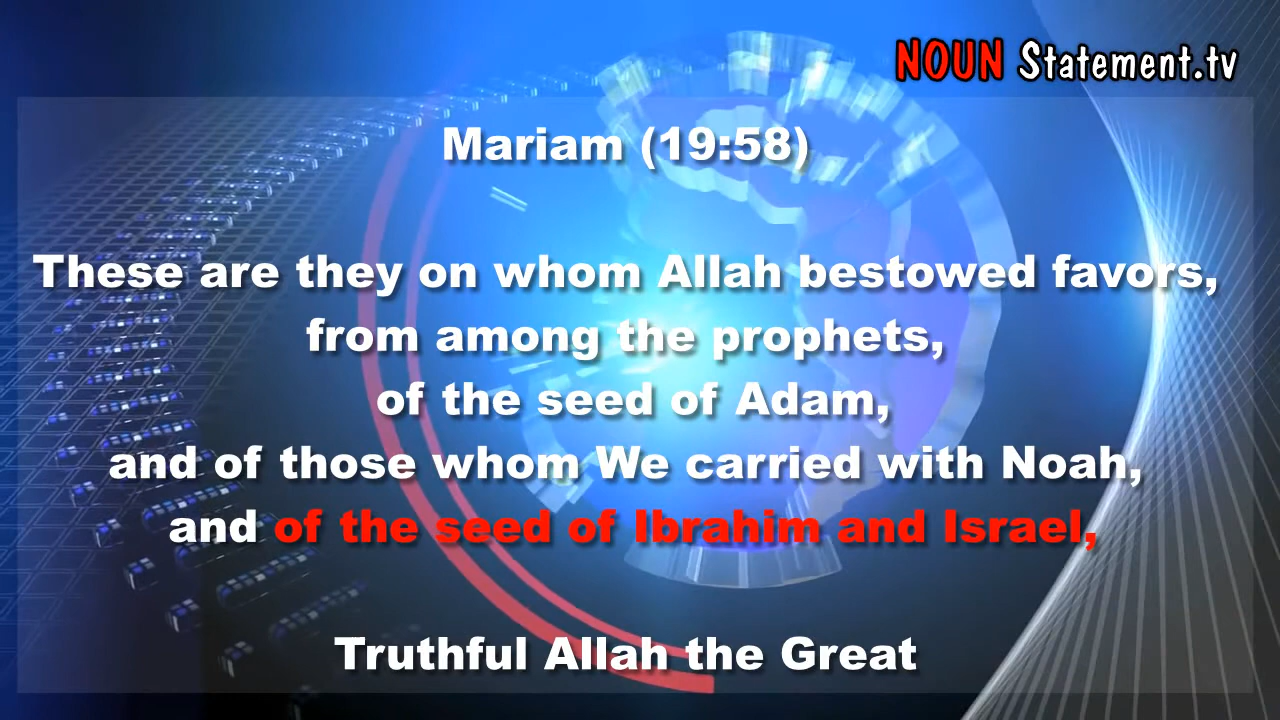 NOUN Statement.tv
Mariam (19:58)
These are they on whom Allah bestowed favors,
from among the prophets,
of the seed of Adam,
and of those whom We carried with Noah,
and of the seed of Ibrahim and Israel,
Truthful Allah the Great